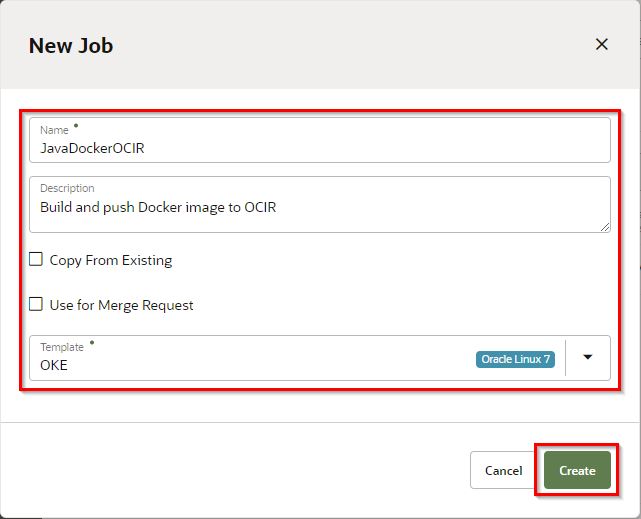 New Job
Name
JavaDockerOCIR
Description
Build and push Docker image to OCIR
Copy From Existing
Use for Merge Request
Template
OKE
Oracle Linux 7
Cancel
Create